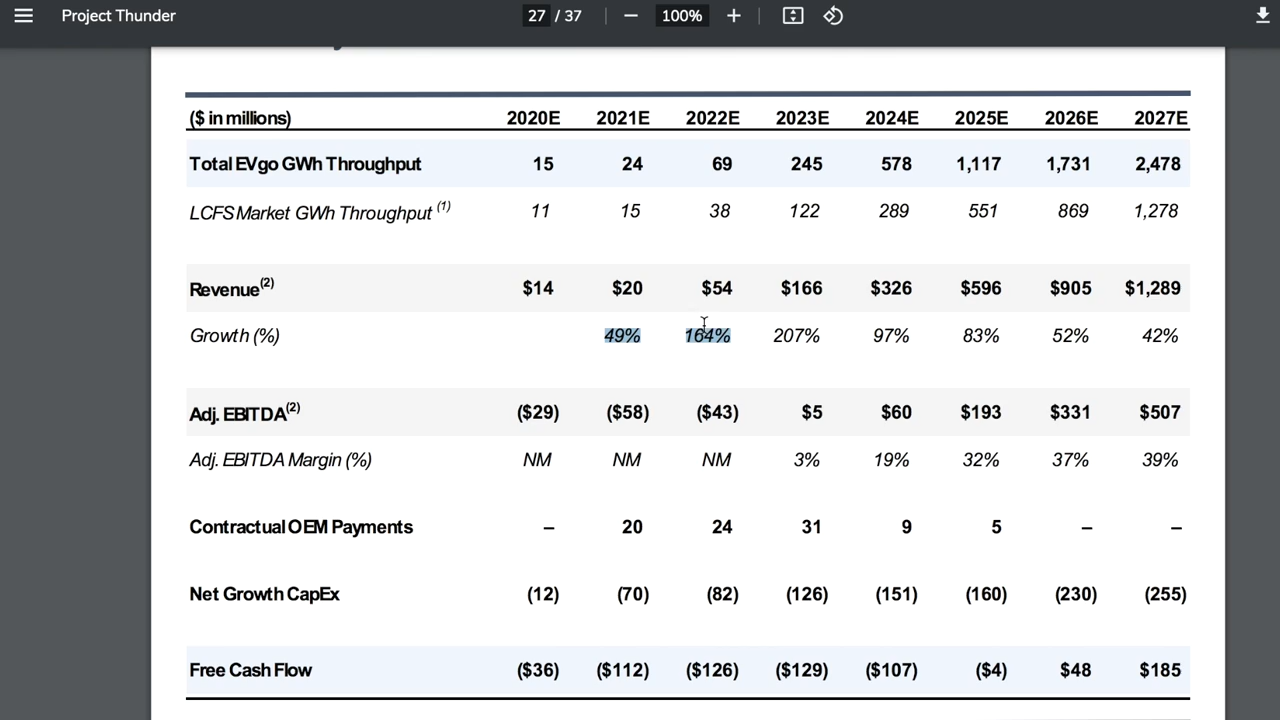 Project Thunder 27 / 37 100%
($ in millions) 2020E 2021E 2022E 2023E 2024E 2025E 2026E 2027E
Total EVgo GWh Throughput 15 24 69 245 578 1,117 1,731 2,478
LCFS Market GWh Throughput (1) 11 15 38 122 289 551 869 1,278
Revenue(2) $14 $20 $54 $166 $326 $596 $905 $1,289
Growth (%) 49% 164% 207% 97% 83% 52% 42%
Adj. EBITDA(2) ($29) ($58) ($43) $5 $60 $193 $331 $507
Adj. EBITDA Margin (%) NM NM NM 3% 19% 32% 37% 39%
Contractual OEM Payments – 20 24 31 9 5 – –
Net Growth CapEx (12) (70) (82) (126) (151) (160) (230) (255)
Free Cash Flow ($36) ($112) ($126) ($129) ($107) ($4) $48 $185